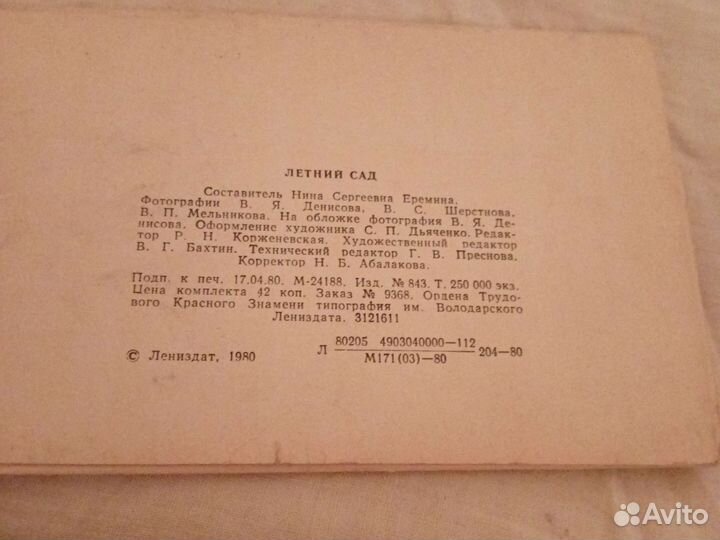 ЛЕТНИЙ САД
Составитель Нина Сергеевна Еремина.
Фотографии В. Я. Денисова, В. С. Шерстнова,
В. П. Мельникова. На обложке фотография В. Я. Де-
нисова. Оформление художника С. П. Дьяченко. Редак-
тор Р. Н. Корженевская. Художественный редактор
В. Г. Бахтин. Технический редактор Г. В. Преснова.
Корректор Н. Б. Абалакова.
Подп. к печ. 17.04.80. М-24188. Изд. № 843. Т. 250 000 экз.
Цена комплекта 42 коп. Заказ № 9368. Ордена Трудо-
вого Красного Знамени типография им. Володарского
Лениздата. 3121611
© Лениздат, 1980
Л 80205 4903040000—112 204—80
М171(03)—80
Avito